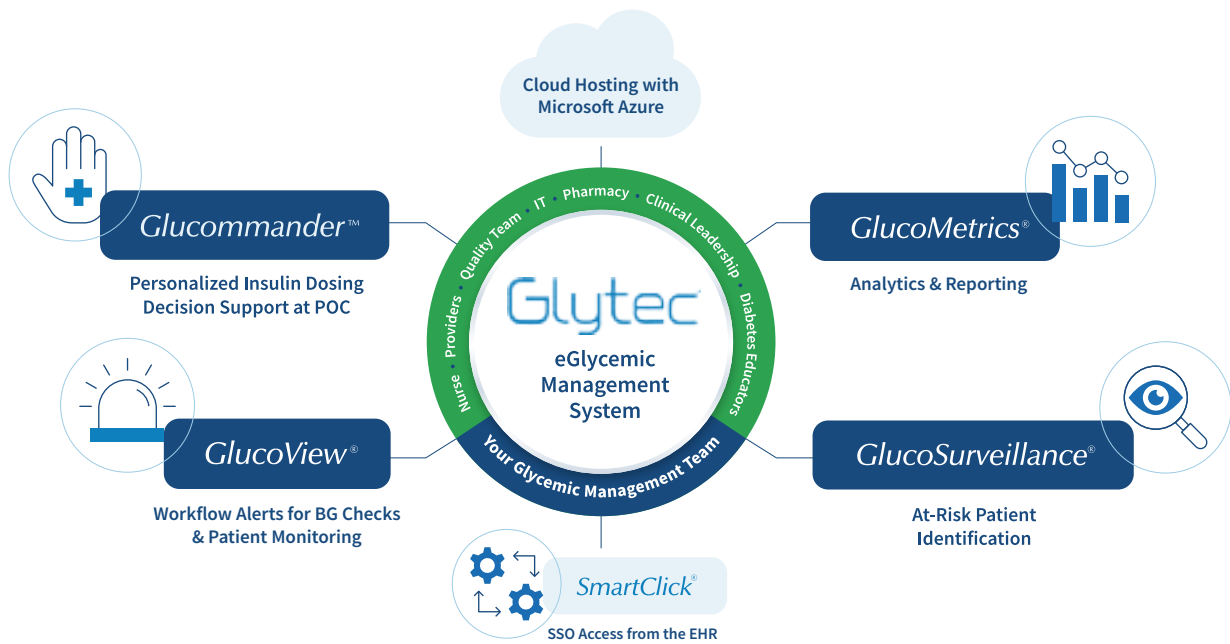 Cloud Hosting with
Microsoft Azure
Glucommander™
Personalized Insulin Dosing
Decision Support at POC
GlucoMetrics®
Analytics & Reporting
Nurse • Providers • Quality Team • IT • Pharmacy • Clinical Leadership • Diabetes Educators
Glytec
eGlycemic
Management
System
Your Glycemic Management Team
GlucoView®
Workflow Alerts for BG Checks
& Patient Monitoring
GlucoSurveillance®
At-Risk Patient
Identification
SmartClick®
SSO Access from the EHR